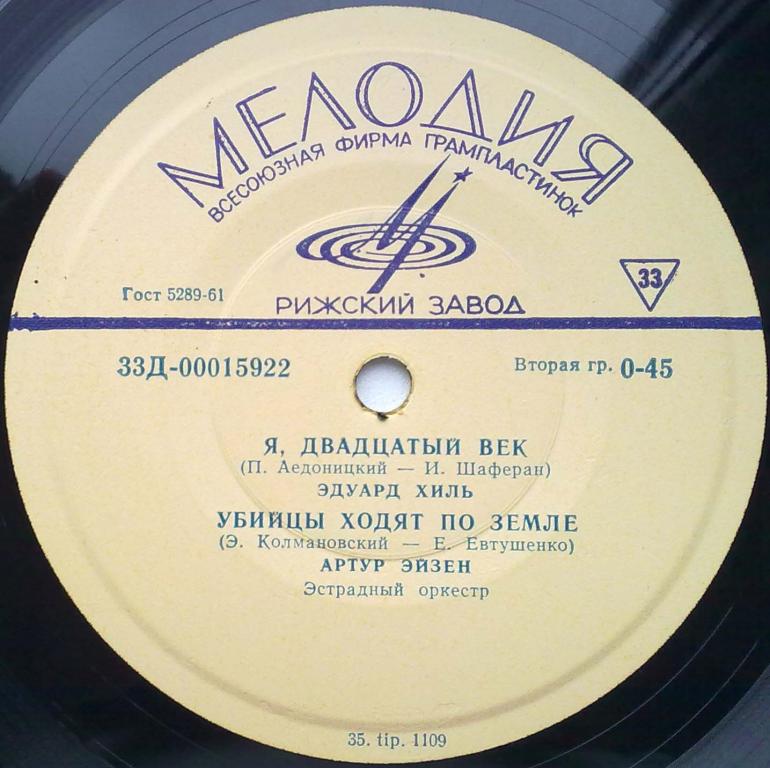 МЕЛОДИЯ
ВСЕСОЮЗНАЯ ФИРМА ГРАМПЛАСТИНОК
Гост 5289-61
РИЖСКИЙ ЗАВОД
33
33Д-00015922
Вторая гр. 0-45
Я, ДВАДЦАТЫЙ ВЕК
(П. Аедоницкий — И. Шаферан)
ЭДУАРД ХИЛЬ
УБИЙЦЫ ХОДЯТ ПО ЗЕМЛЕ
(Э. Колмановский — Е. Евтушенко)
АРТУР ЭЙЗЕН
Эстрадный оркестр
35. tip. 1109